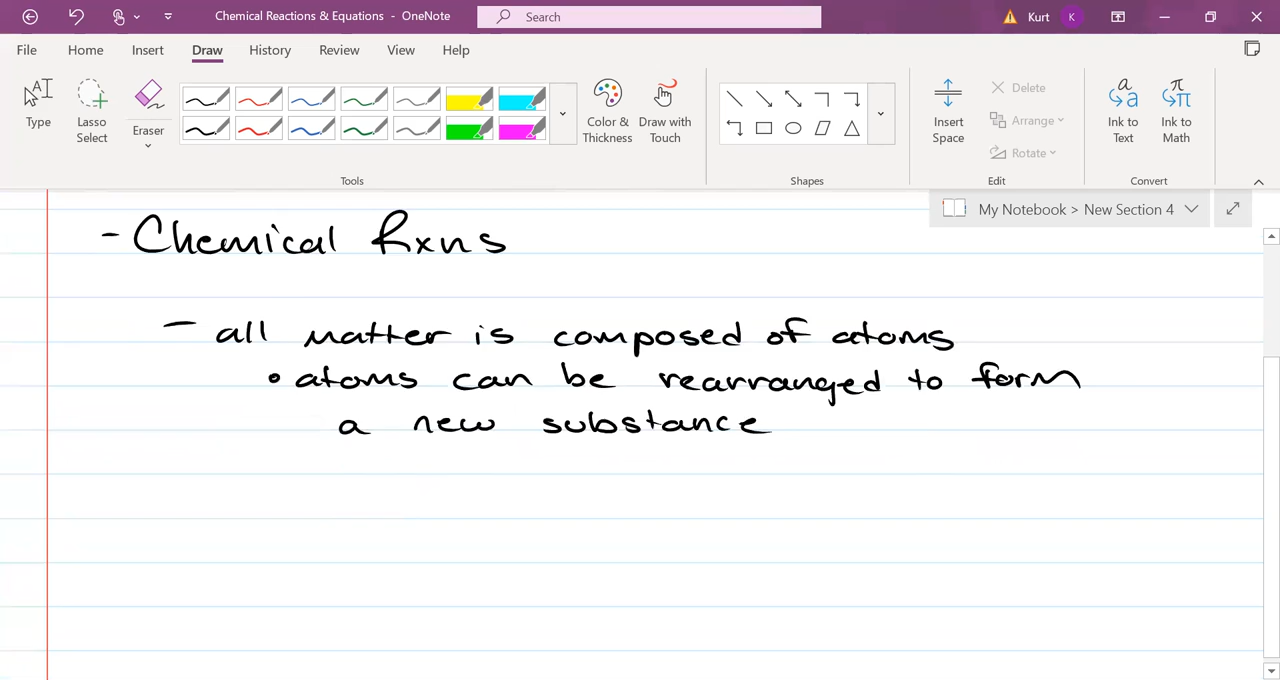 Chemical Reactions & Equations - OneNote
Search
Kurt
K
File Home Insert Draw History Review View Help
Type
Lasso Select
Eraser
Color & Thickness
Draw with Touch
Insert Space
Delete
Arrange
Rotate
Ink to Text
Ink to Math
Tools Shapes Edit Convert
My Notebook > New Section 4
- Chemical Rxns
- all matter is composed of atoms
• atoms can be rearranged to form
a new substance